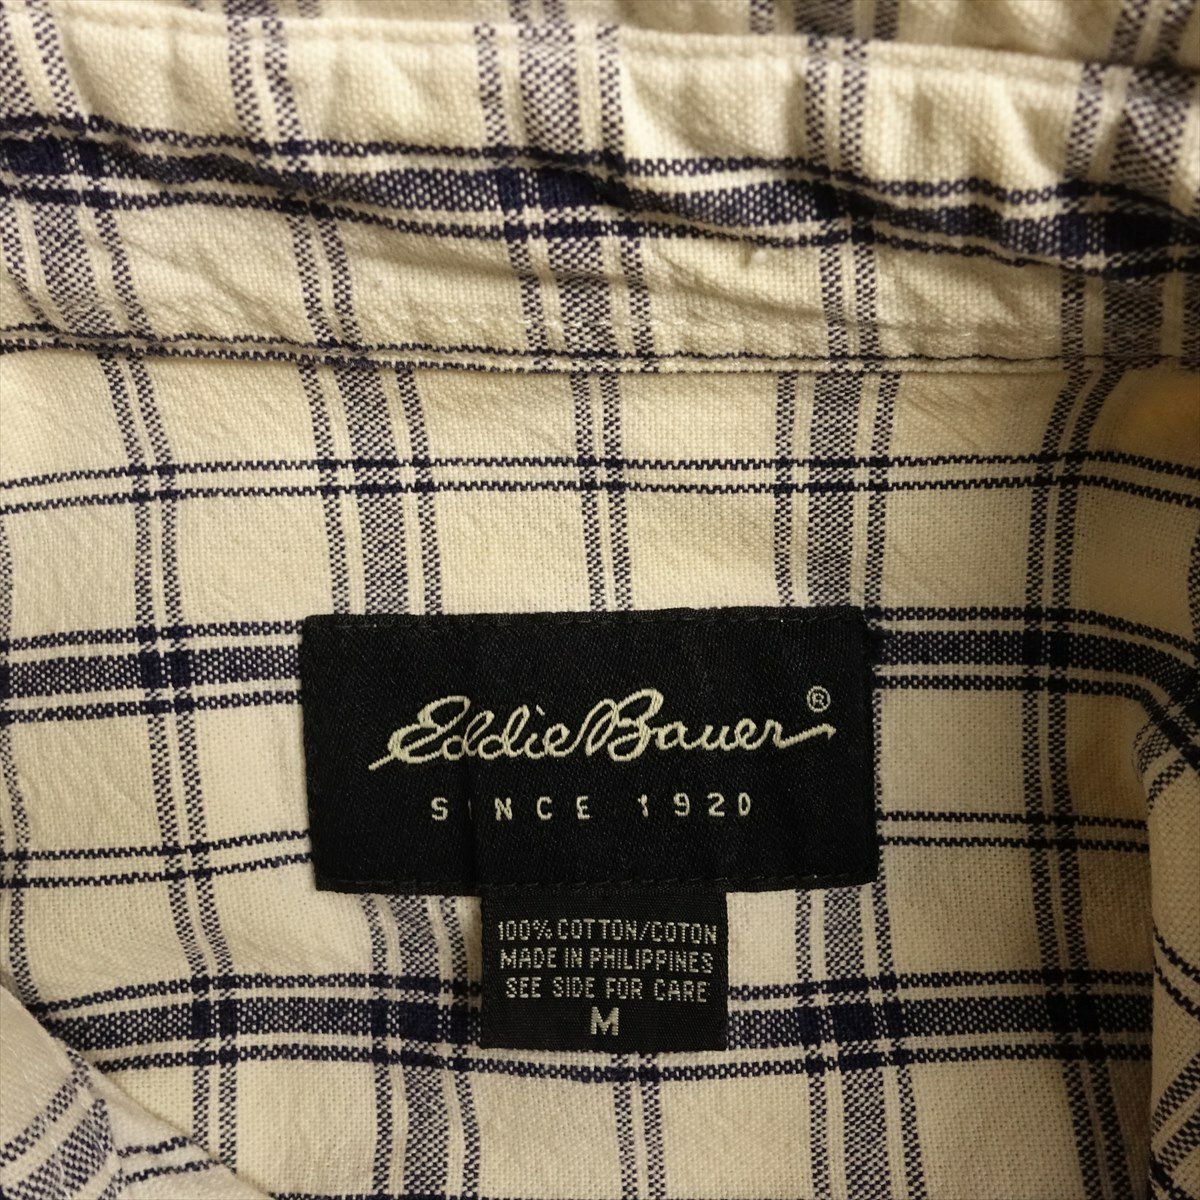 Eddie Bauer®
SINCE 1920
100% COTTON/COTON
MADE IN PHILIPPINES
SEE SIDE FOR CARE
M